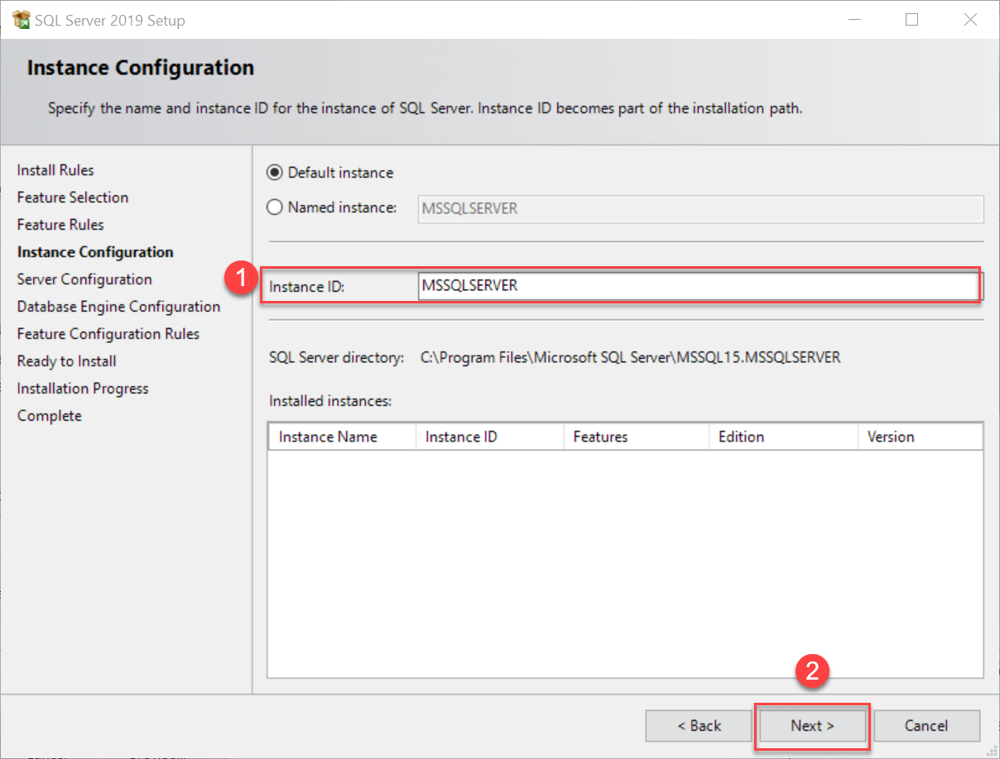 SQL Server 2019 Setup
Instance Configuration
Specify the name and instance ID for the instance of SQL Server. Instance ID becomes part of the installation path.
Install Rules
Feature Selection
Feature Rules
Instance Configuration
Server Configuration
Database Engine Configuration
Feature Configuration Rules
Ready to Install
Installation Progress
Complete
Default instance
Named instance: MSSQLSERVER
1
Instance ID: MSSQLSERVER
SQL Server directory: C:\Program Files\Microsoft SQL Server\MSSQL15.MSSQLSERVER
Installed instances:
Instance Name Instance ID Features Edition Version
2
< Back Next > Cancel